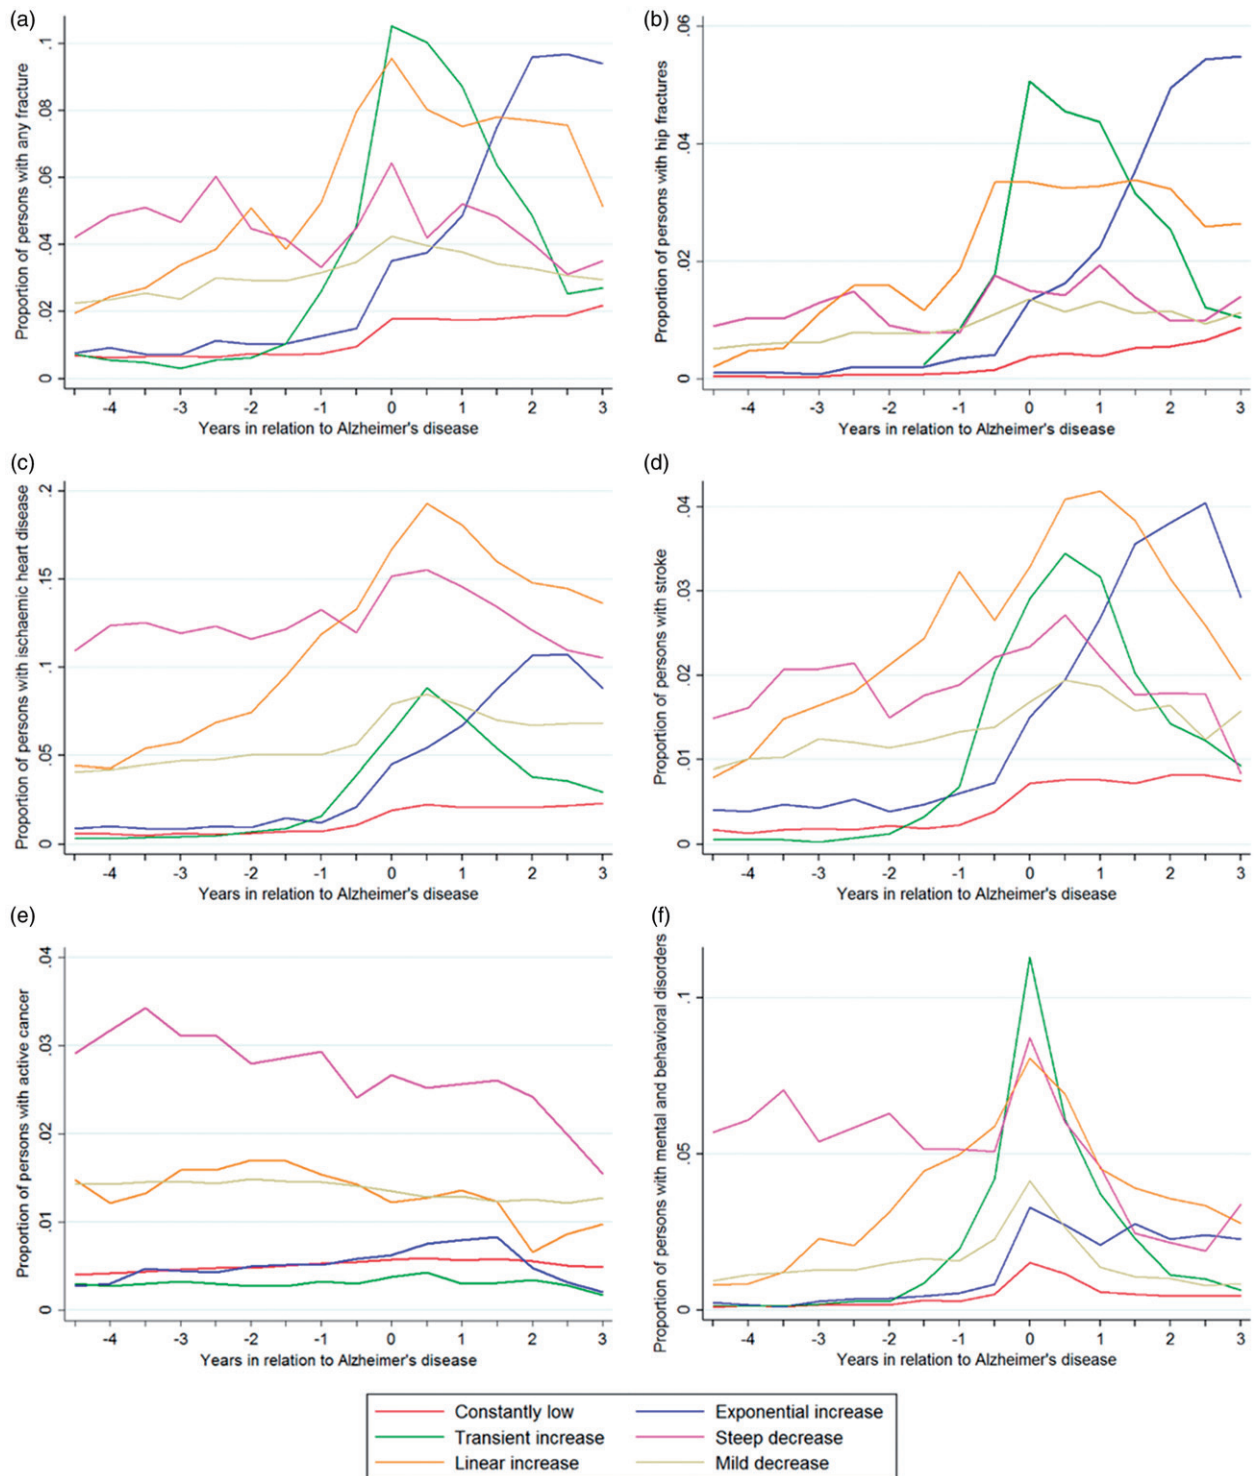 (a)
Proportion of persons with any fracture
.1
.08
.06
.04
.02
0
-4 -3 -2 -1 0 1 2 3
Years in relation to Alzheimer's disease
(b)
Proportion of persons with hip fractures
.06
.04
.02
0
-4 -3 -2 -1 0 1 2 3
Years in relation to Alzheimer's disease
(c)
Proportion of persons with ischaemic heart disease
.2
.15
.1
.05
0
-4 -3 -2 -1 0 1 2 3
Years in relation to Alzheimer's disease
(d)
Proportion of persons with stroke
.04
.03
.02
.01
0
-4 -3 -2 -1 0 1 2 3
Years in relation to Alzheimer's disease
(e)
Proportion of persons with active cancer
.04
.03
.02
.01
0
-4 -3 -2 -1 0 1 2 3
Years in relation to Alzheimer's disease
(f)
Proportion of persons with mental and behavioral disorders
.1
.05
0
-4 -3 -2 -1 0 1 2 3
Years in relation to Alzheimer's disease
Constantly low Exponential increase
Transient increase Steep decrease
Linear increase Mild decrease